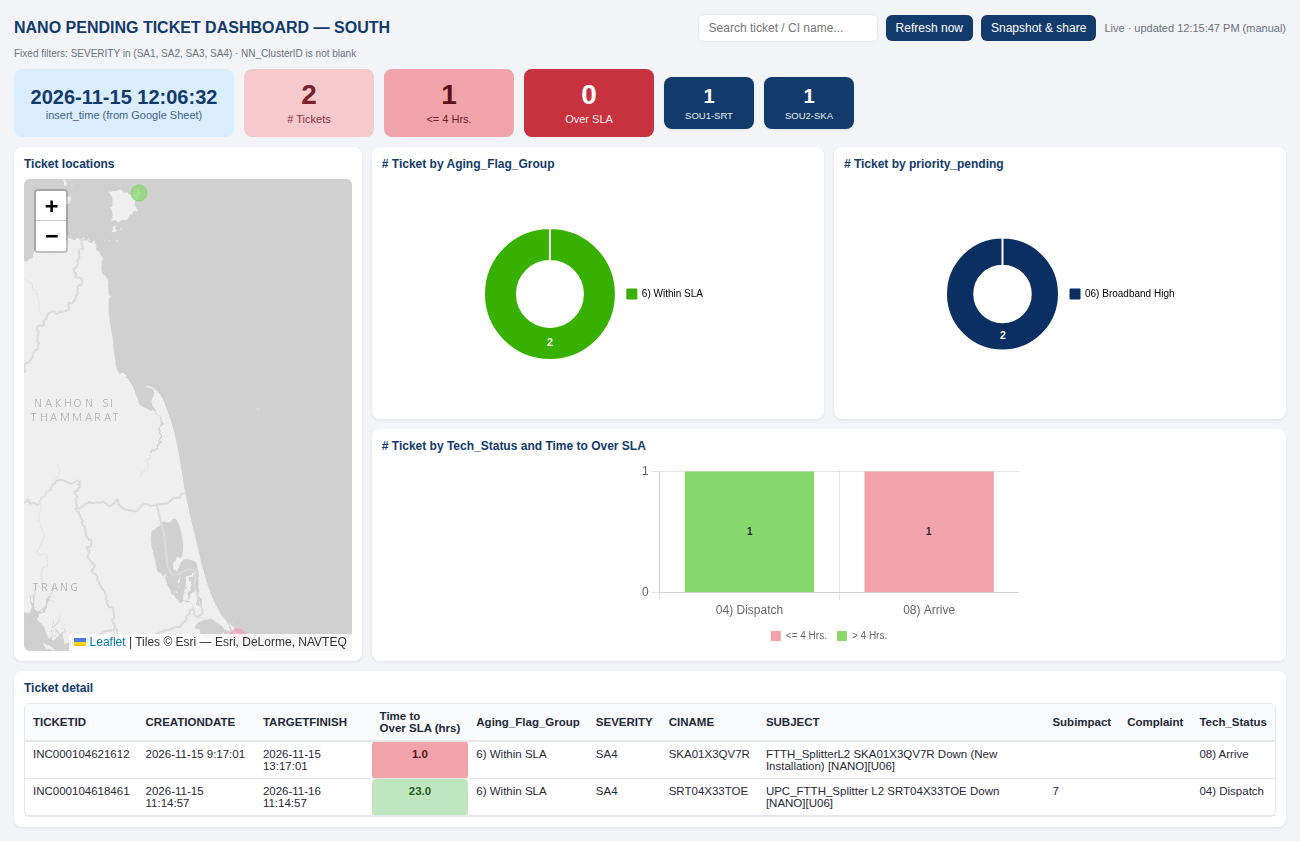 NANO PENDING TICKET DASHBOARD — SOUTH
Search ticket / CI name...
Refresh now
Snapshot & share
Live · updated 12:15:47 PM (manual)
Fixed filters: SEVERITY in (SA1, SA2, SA3, SA4) · NN_ClusterID is not blank
2026-11-15 12:06:32
insert_time (from Google Sheet)
2
# Tickets
1
<= 4 Hrs.
0
Over SLA
1
SOU1-SRT
1
SOU2-SKA
Ticket locations
+
−
NAKHON SI
THAMMARAT
TRANG
Leaflet | Tiles © Esri — Esri, DeLorme, NAVTEQ
# Ticket by Aging_Flag_Group
2
6) Within SLA
# Ticket by priority_pending
2
06) Broadband High
# Ticket by Tech_Status and Time to Over SLA
1
0
1
1
04) Dispatch
08) Arrive
<= 4 Hrs.
> 4 Hrs.
Ticket detail
TICKETID CREATIONDATE TARGETFINISH Time to Over SLA (hrs) Aging_Flag_Group SEVERITY CINAME SUBJECT Subimpact Complaint Tech_Status
INC000104621612 2026-11-15 9:17:01 2026-11-15 13:17:01 1.0 6) Within SLA SA4 SKA01X3QV7R FTTH_SplitterL2 SKA01X3QV7R Down (New Installation) [NANO][U06] 08) Arrive
INC000104618461 2026-11-15 11:14:57 2026-11-16 11:14:57 23.0 6) Within SLA SA4 SRT04X33TOE UPC_FTTH_Splitter L2 SRT04X33TOE Down [NANO][U06] 7 04) Dispatch